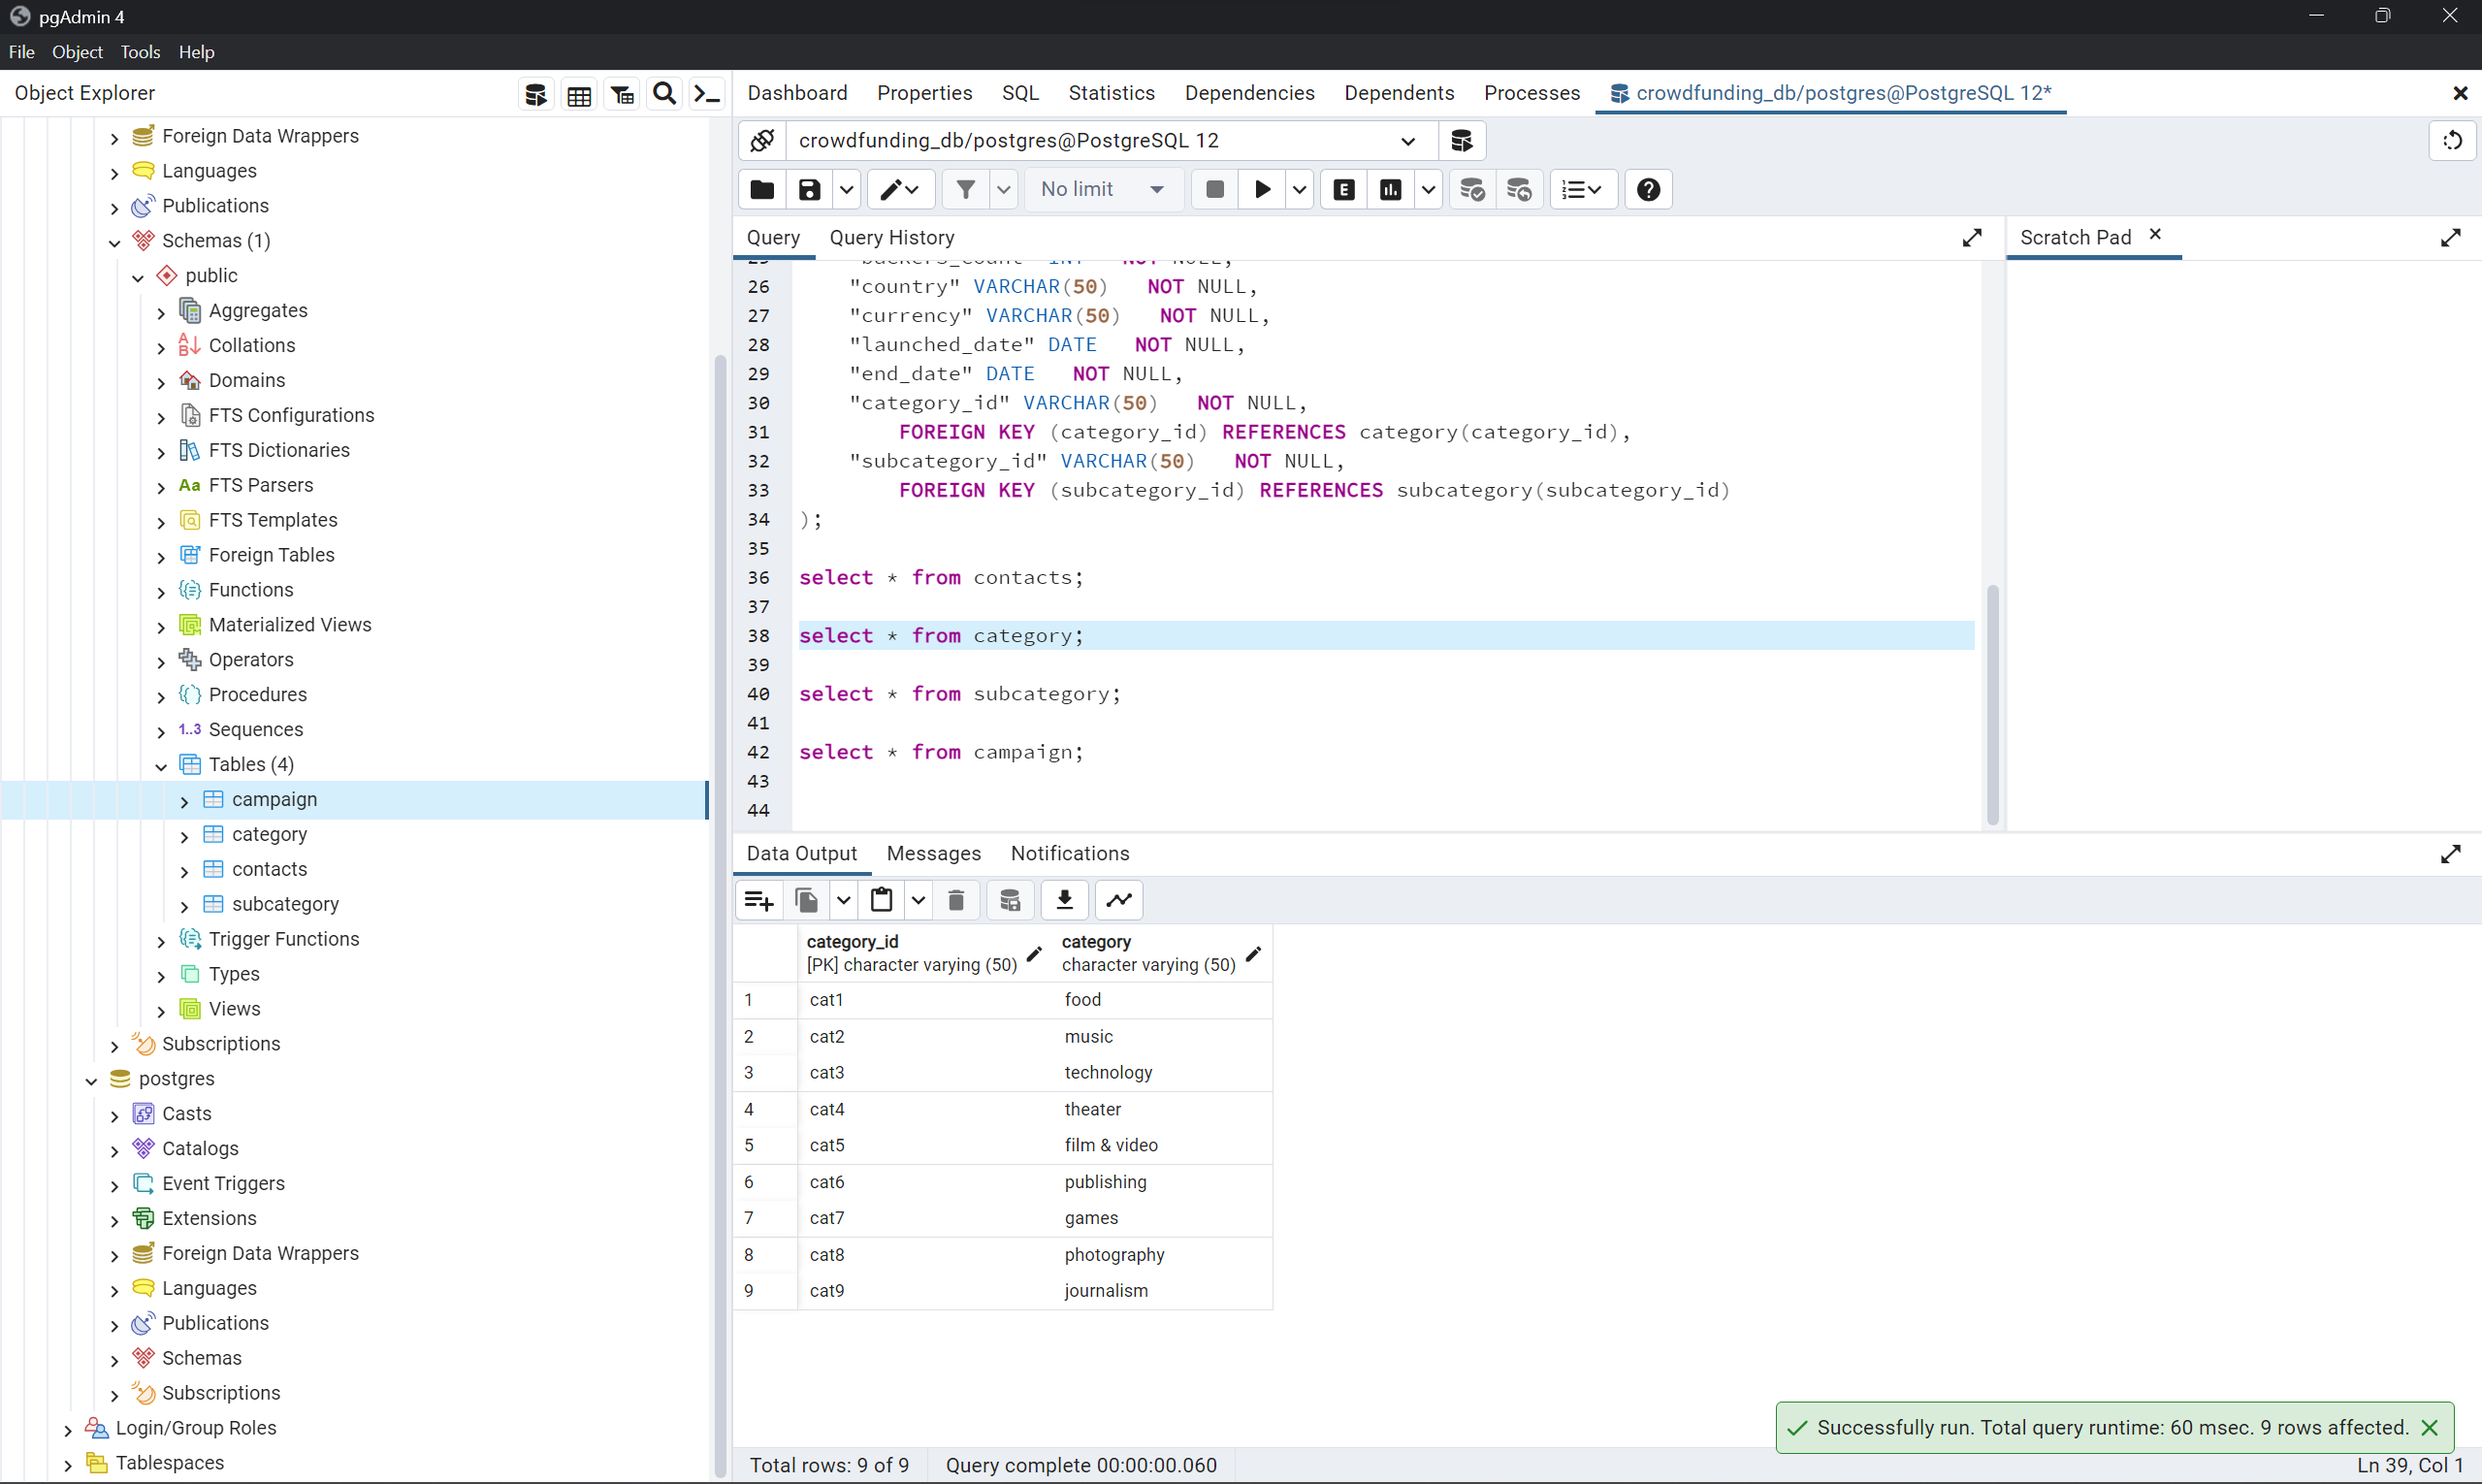 pgAdmin 4
File Object Tools Help
Object Explorer
Foreign Data Wrappers
Languages
Publications
Schemas (1)
public
Aggregates
Collations
Domains
FTS Configurations
FTS Dictionaries
Aa FTS Parsers
FTS Templates
Foreign Tables
Functions
Materialized Views
Operators
Procedures
1..3 Sequences
Tables (4)
campaign
category
contacts
subcategory
Trigger Functions
Types
Views
Subscriptions
postgres
Casts
Catalogs
Event Triggers
Extensions
Foreign Data Wrappers
Languages
Publications
Schemas
Subscriptions
Login/Group Roles
Tablespaces
Dashboard Properties SQL Statistics Dependencies Dependents Processes crowdfunding_db/postgres@PostgreSQL 12*
crowdfunding_db/postgres@PostgreSQL 12
No limit
E
Query Query History
Scratch Pad
26 "country" VARCHAR(50) NOT NULL,
27 "currency" VARCHAR(50) NOT NULL,
28 "launched_date" DATE NOT NULL,
29 "end_date" DATE NOT NULL,
30 "category_id" VARCHAR(50) NOT NULL,
31 FOREIGN KEY (category_id) REFERENCES category(category_id),
32 "subcategory_id" VARCHAR(50) NOT NULL,
33 FOREIGN KEY (subcategory_id) REFERENCES subcategory(subcategory_id)
34 );
35
36 select * from contacts;
37
38 select * from category;
39
40 select * from subcategory;
41
42 select * from campaign;
43
44
Data Output Messages Notifications
category_id category
[PK] character varying (50) character varying (50)
1 cat1 food
2 cat2 music
3 cat3 technology
4 cat4 theater
5 cat5 film & video
6 cat6 publishing
7 cat7 games
8 cat8 photography
9 cat9 journalism
Successfully run. Total query runtime: 60 msec. 9 rows affected.
Total rows: 9 of 9 Query complete 00:00:00.060 Ln 39, Col 1